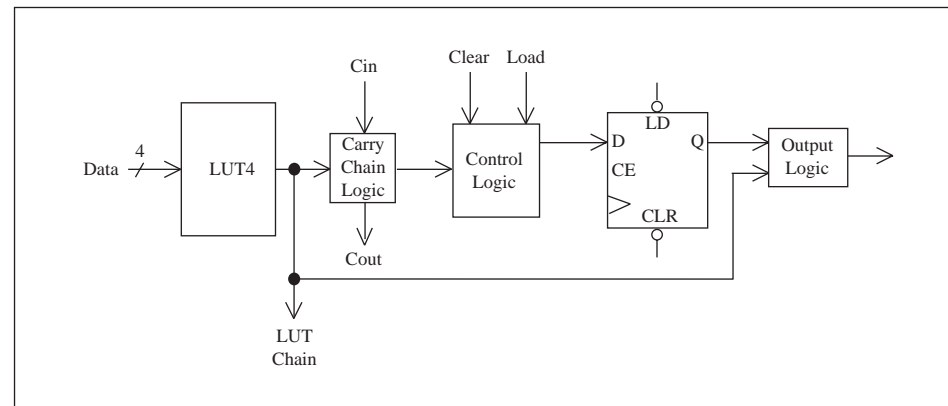 Clear Load
Cin
LD
D Q
CE
CLR
4
Data
LUT4
Carry
Chain
Logic
Control
Logic
Output
Logic
Cout
LUT
Chain